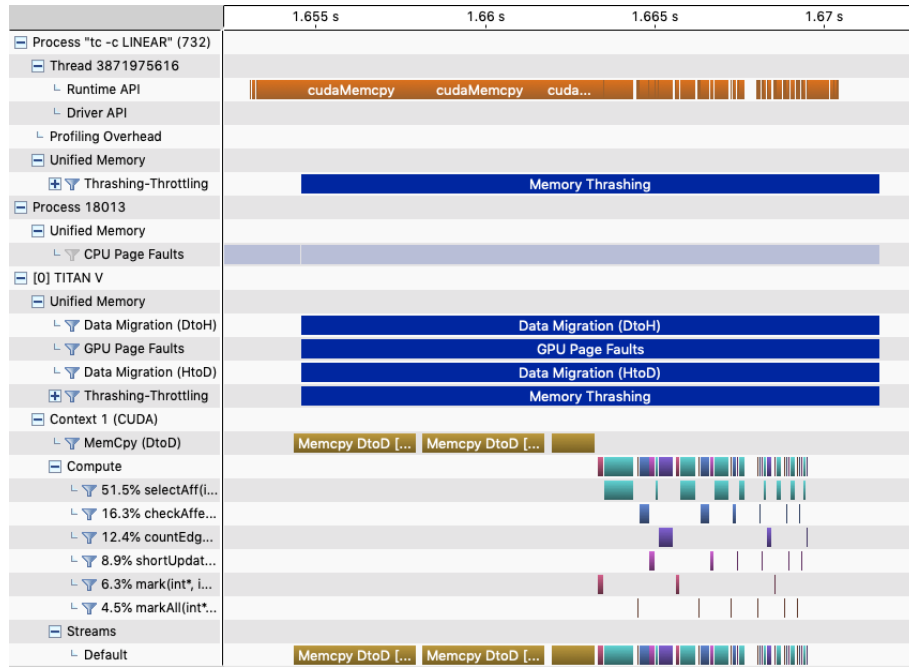 1.655 s 1.66 s 1.665 s 1.67 s
Process "tc -c LINEAR" (732)
Thread 3871975616
Runtime API cudaMemcpy cudaMemcpy cuda...
Driver API
Profiling Overhead
Unified Memory
Thrashing-Throttling Memory Thrashing
Process 18013
Unified Memory
CPU Page Faults
[0] TITAN V
Unified Memory
Data Migration (DtoH) Data Migration (DtoH)
GPU Page Faults GPU Page Faults
Data Migration (HtoD) Data Migration (HtoD)
Thrashing-Throttling Memory Thrashing
Context 1 (CUDA)
MemCpy (DtoD) Memcpy DtoD [... Memcpy DtoD [...
Compute
51.5% selectAff(i...
16.3% checkAffe...
12.4% countEdg...
8.9% shortUpdat...
6.3% mark(int*, i...
4.5% markAll(int*...
Streams
Default Memcpy DtoD [... Memcpy DtoD [...